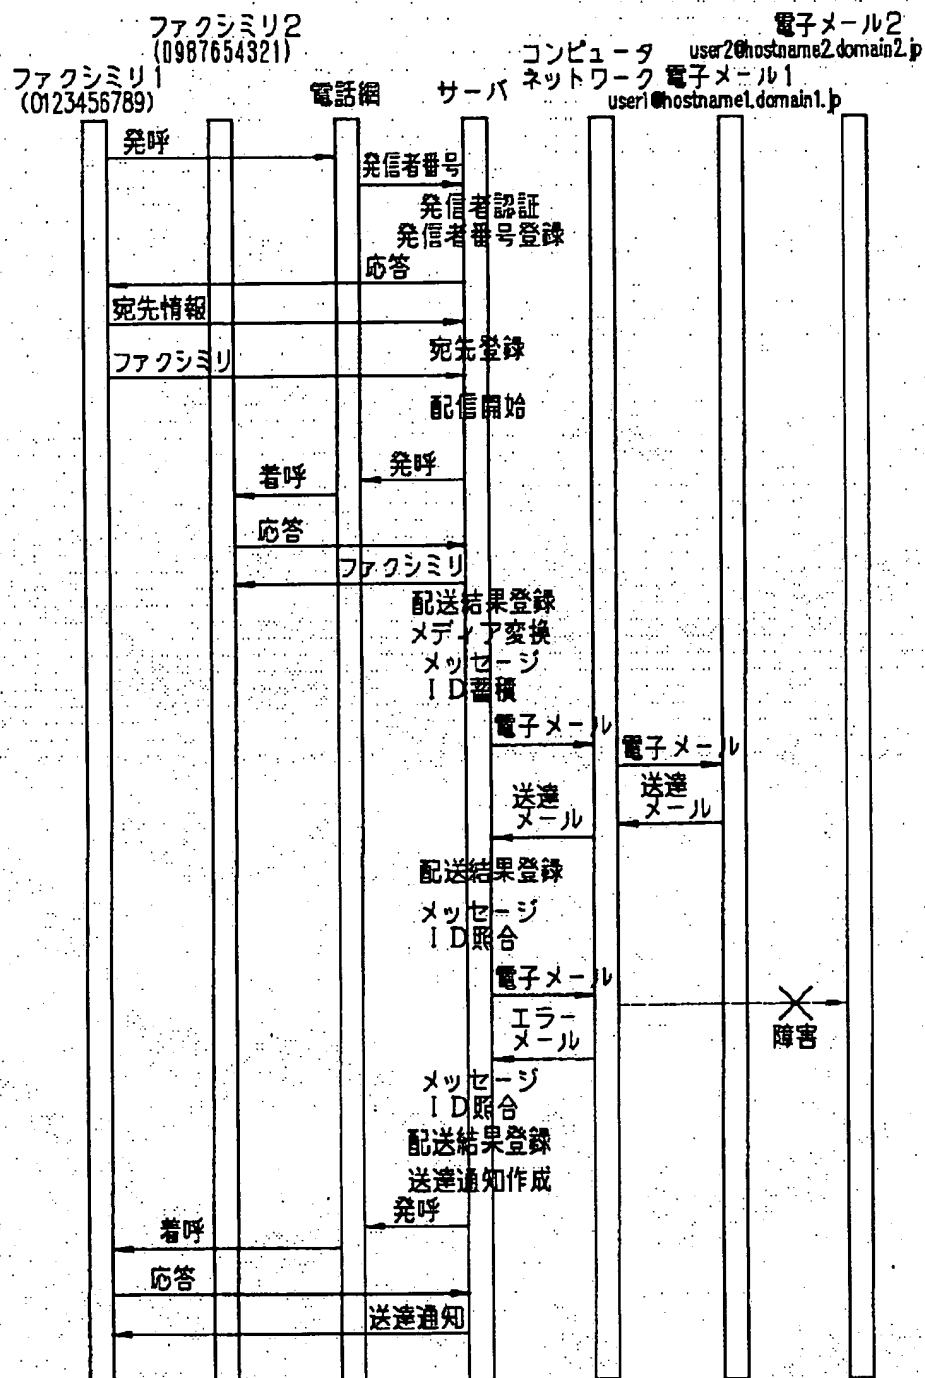 ファクシミリ2
(0987654321)
電子メール2
user2@hostname2.domain2.jp
コンピュータ
ネットワーク
ファクシミリ1
(0123456789)
電話網
サーバ
電子メール1
user1@hostname1.domain1.jp
発呼
発信者番号
発信者認証
発信者番号登録
応答
宛先情報
宛先登録
ファクシミリ
配信開始
発呼
着呼
応答
ファクシミリ
配送結果登録
メディア変換
メッセージ
ID蓄積
電子メール
電子メール
送達
メール
送達
メール
配送結果登録
メッセージ
ID照合
電子メール
エラー
メール
障害
メッセージ
ID照合
配送結果登録
送達通知作成
発呼
着呼
応答
送達通知